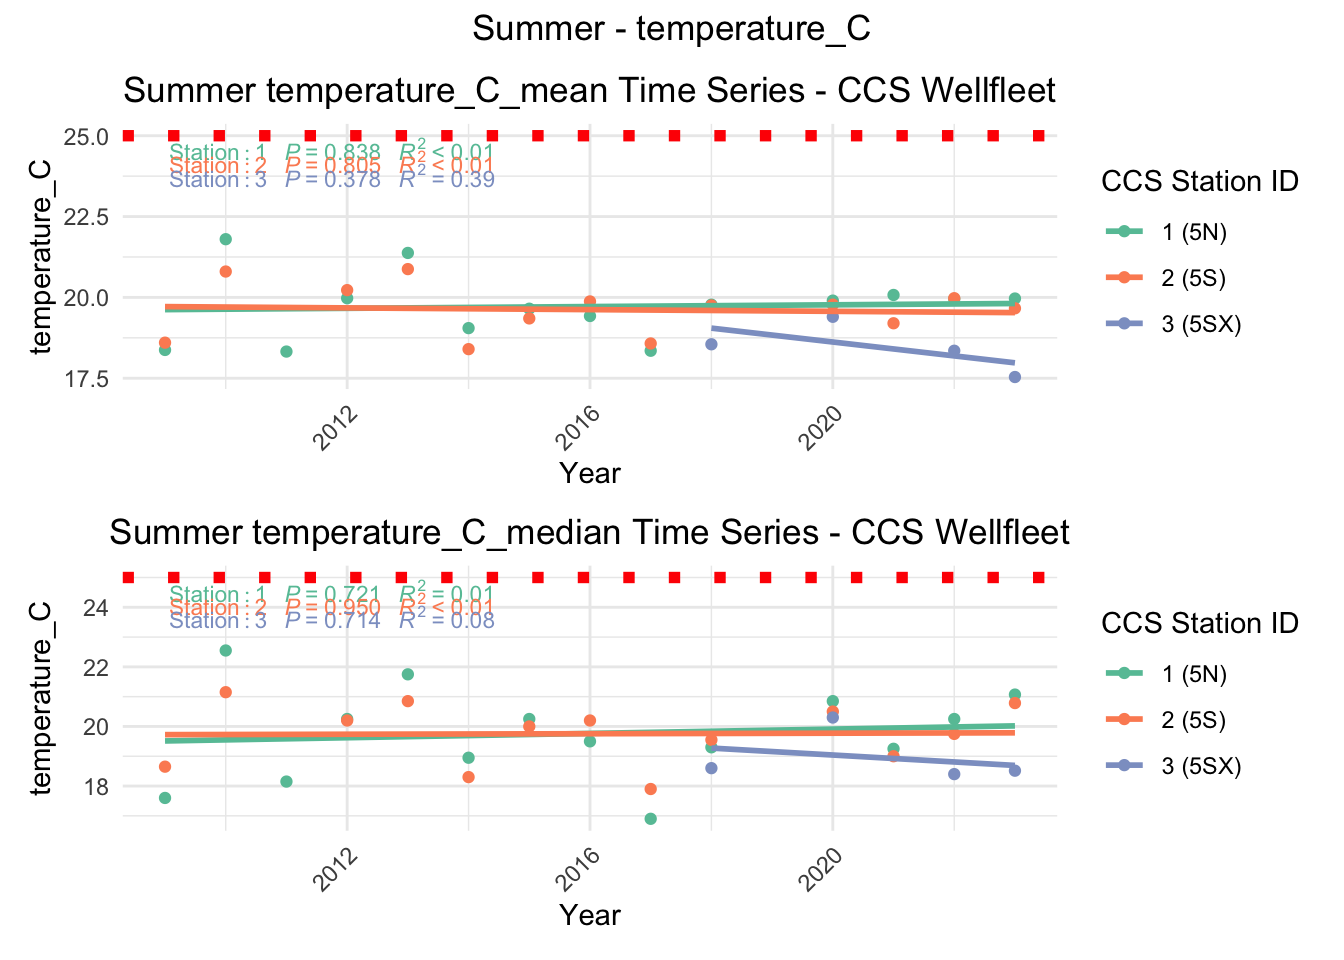 Summer - temperature_C
Summer temperature_C_mean Time Series - CCS Wellfleet
temperature_C
25.0
22.5
20.0
17.5
Station : 1 P = 0.838 R² < 0.01
Station : 2 P = 0.805 R² < 0.01
Station : 3 P = 0.378 R² = 0.39
2012
2016
2020
Year
CCS Station ID
1 (5N)
2 (5S)
3 (5SX)
Summer temperature_C_median Time Series - CCS Wellfleet
temperature_C
24
22
20
18
Station : 1 P = 0.721 R² = 0.01
Station : 2 P = 0.950 R² < 0.01
Station : 3 P = 0.714 R² = 0.08
2012
2016
2020
Year
CCS Station ID
1 (5N)
2 (5S)
3 (5SX)